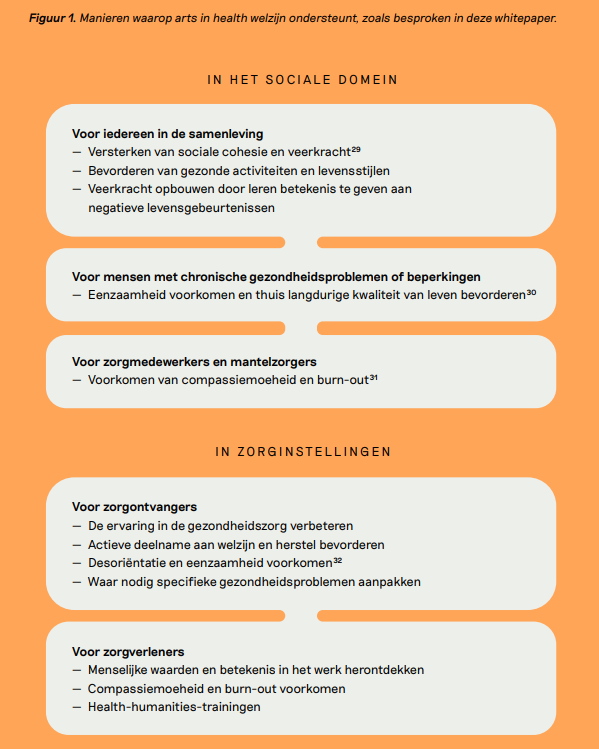 Figuur 1. Manieren waarop arts in health welzijn ondersteunt, zoals besproken in deze whitepaper.
IN HET SOCIALE DOMEIN
Voor iedereen in de samenleving
— Versterken van sociale cohesie en veerkracht²⁹
— Bevorderen van gezonde activiteiten en levensstijlen
— Veerkracht opbouwen door leren betekenis te geven aan
negatieve levensgebeurtenissen
Voor mensen met chronische gezondheidsproblemen of beperkingen
— Eenzaamheid voorkomen en thuis langdurige kwaliteit van leven bevorderen³⁰
Voor zorgmedewerkers en mantelzorgers
— Voorkomen van compassiemoeheid en burn-out³¹
IN ZORGINSTELLINGEN
Voor zorgontvangers
— De ervaring in de gezondheidszorg verbeteren
— Actieve deelname aan welzijn en herstel bevorderen
— Desoriëntatie en eenzaamheid voorkomen³²
— Waar nodig specifieke gezondheidsproblemen aanpakken
Voor zorgverleners
— Menselijke waarden en betekenis in het werk herontdekken
— Compassiemoeheid en burn-out voorkomen
— Health-humanities-trainingen